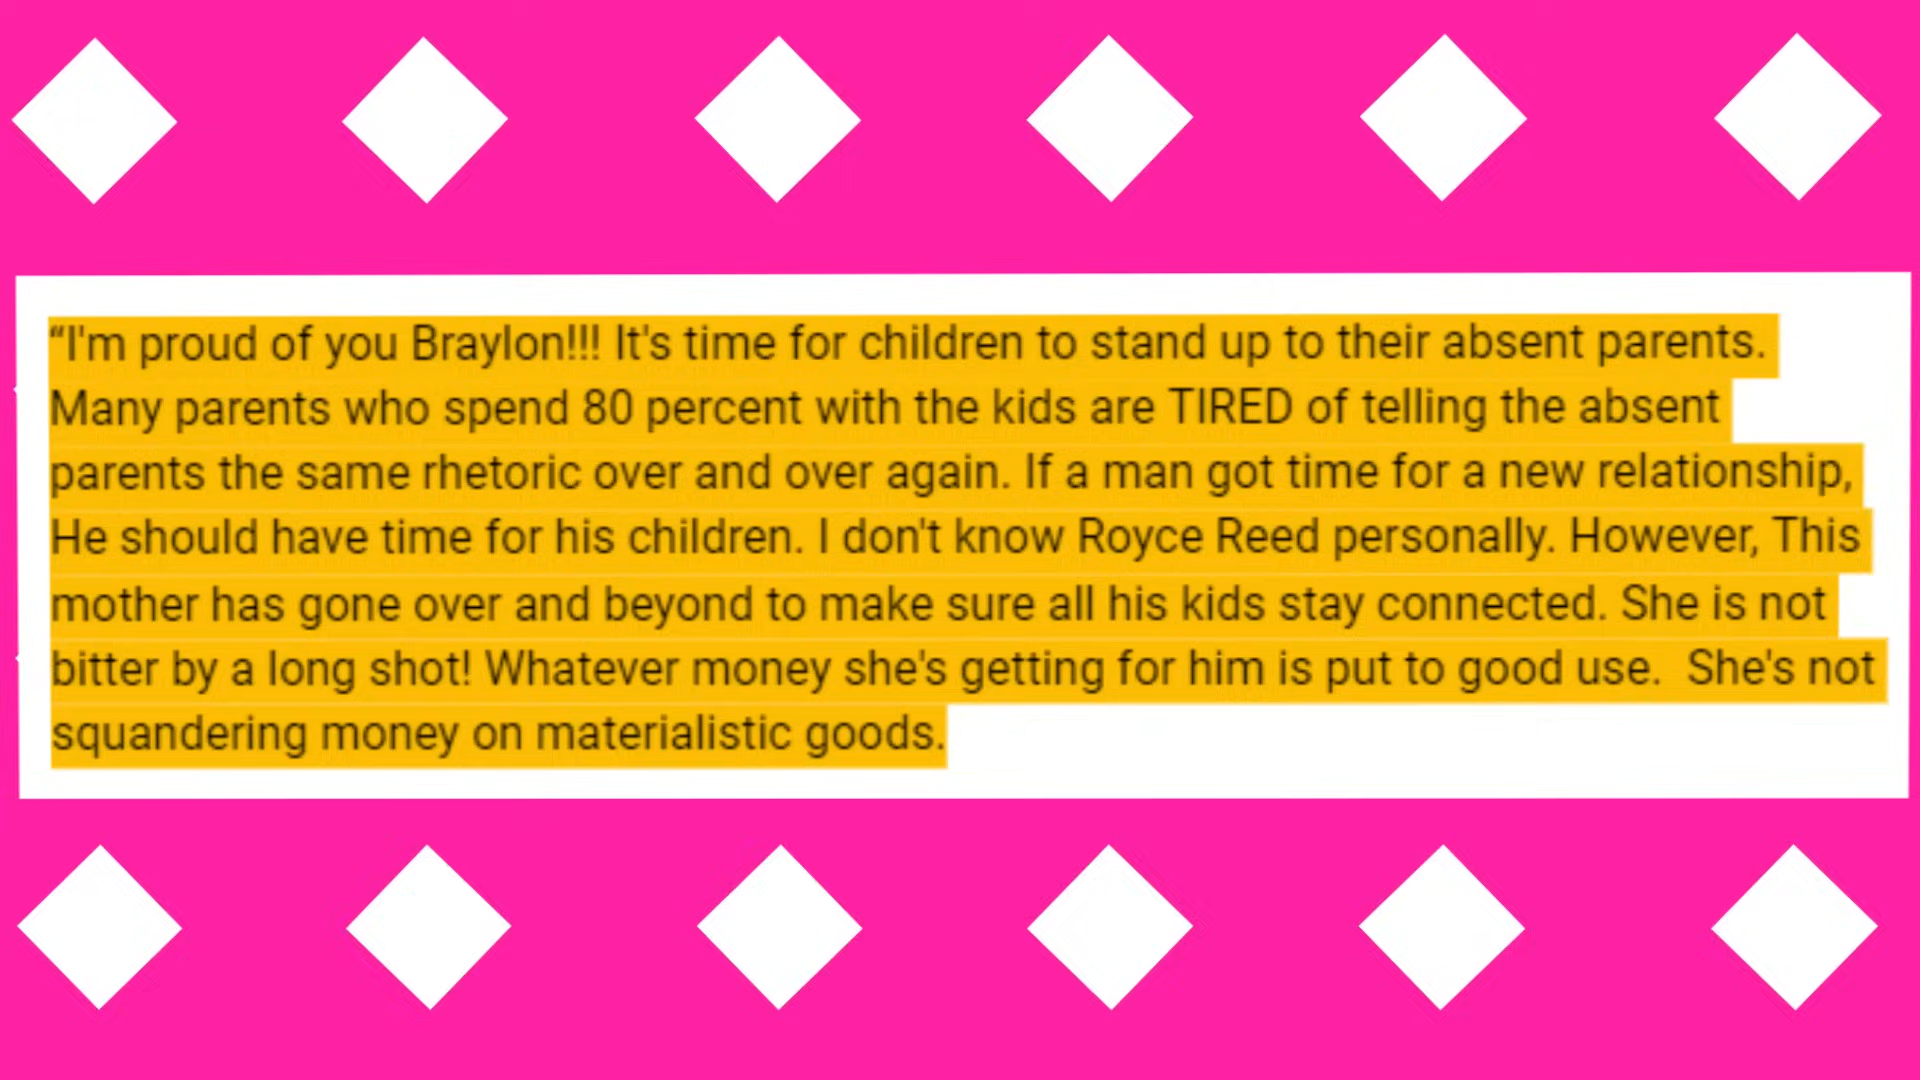 “I'm proud of you Braylon!!! It's time for children to stand up to their absent parents.
Many parents who spend 80 percent with the kids are TIRED of telling the absent
parents the same rhetoric over and over again. If a man got time for a new relationship,
He should have time for his children. I don't know Royce Reed personally. However, This
mother has gone over and beyond to make sure all his kids stay connected. She is not
bitter by a long shot! Whatever money she's getting for him is put to good use.  She's not
squandering money on materialistic goods.